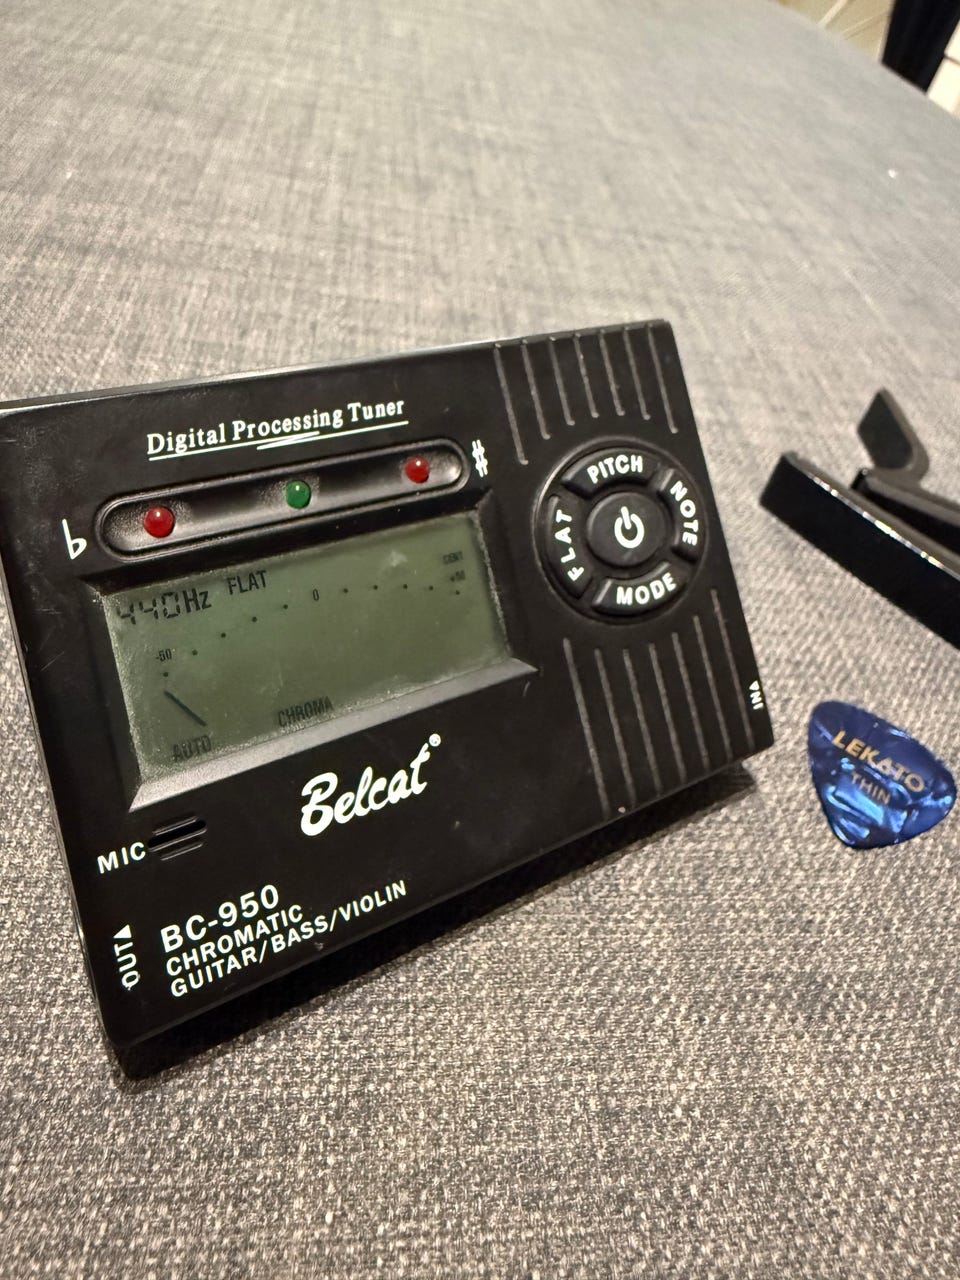 Digital Processing Tuner
♭
♯
440Hz FLAT
-50
0
CENT
+50
AUTO
CHROMA
PITCH
NOTE
FLAT
MODE
Belcat®
MIC
OUT▲
BC-950
CHROMATIC
GUITAR/BASS/VIOLIN
LEKATO
THIN